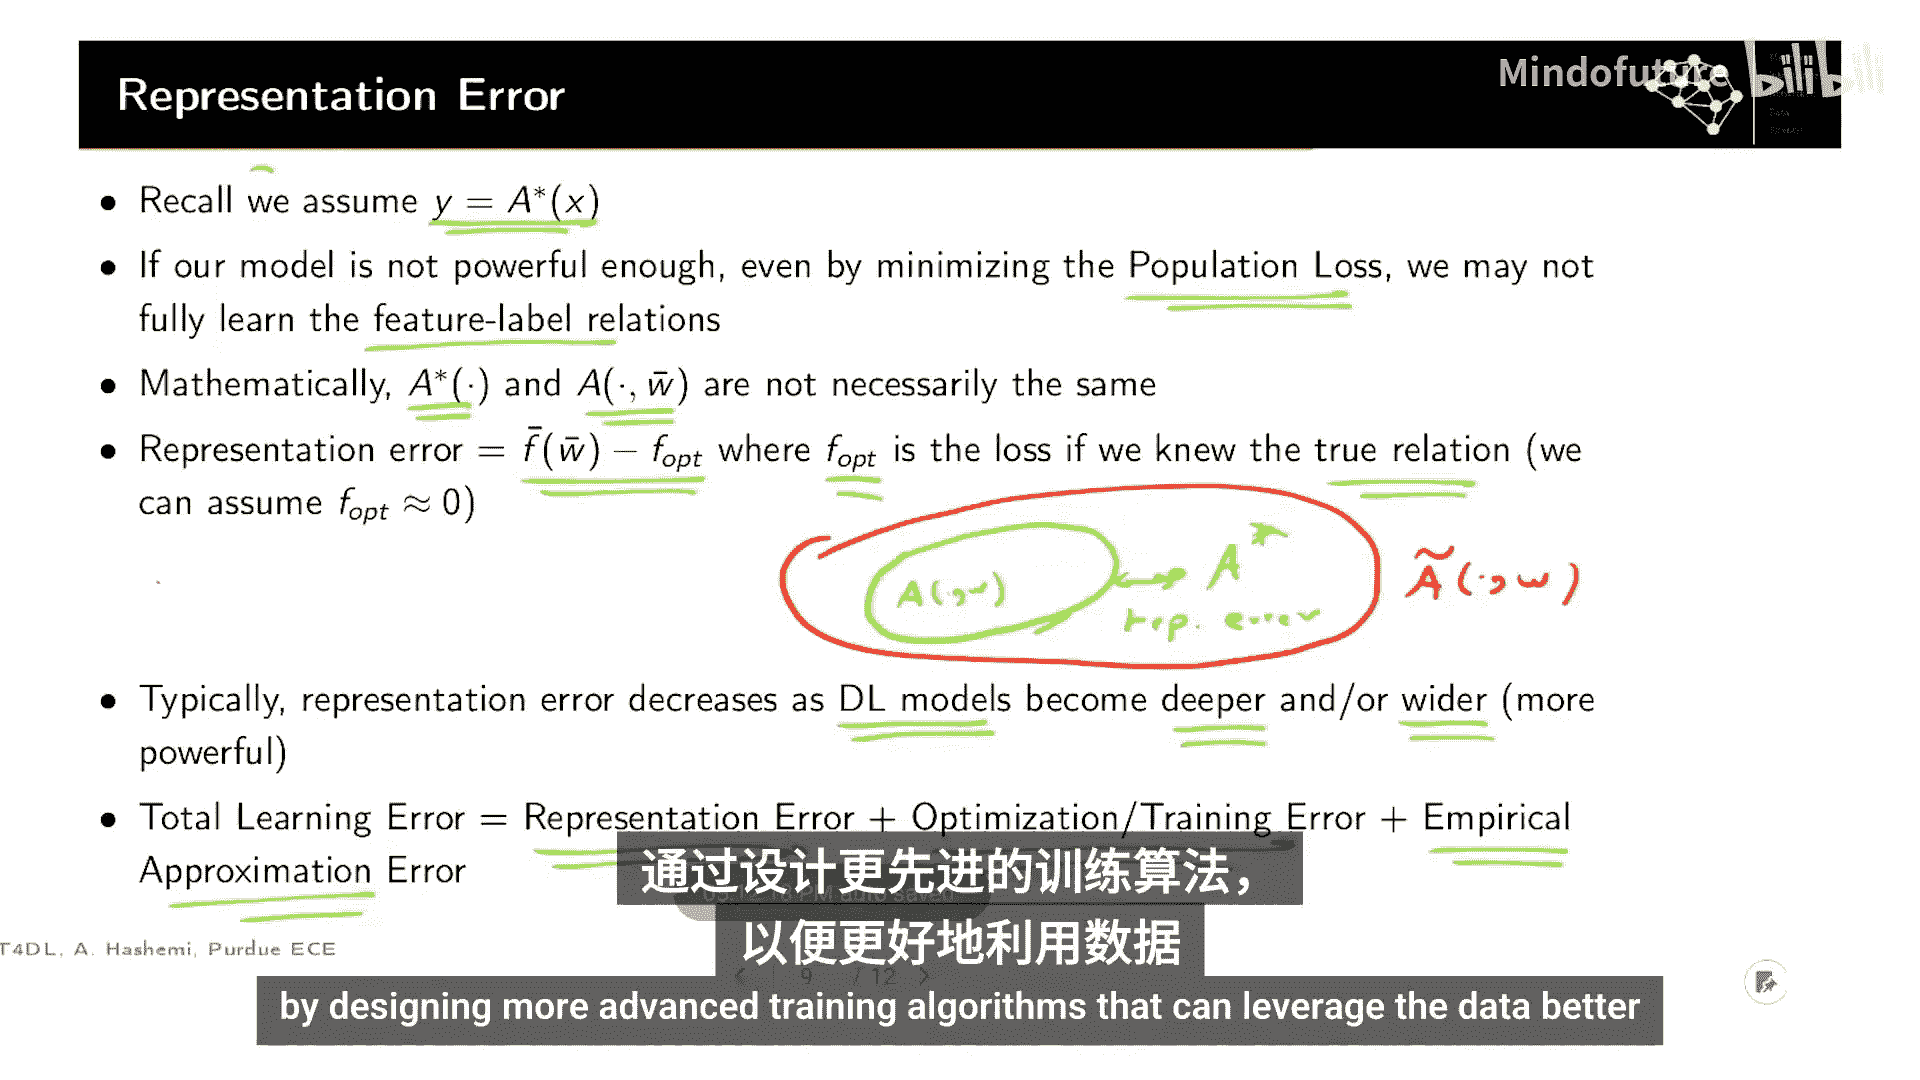 Mindofuture
bilibili
Representation Error
• Recall we assume y = A*(x)
• If our model is not powerful enough, even by minimizing the Population Loss, we may not
fully learn the feature-label relations
• Mathematically, A*(·) and A(·, w̄) are not necessarily the same
• Representation error = f̄(w̄) − f_opt where f_opt is the loss if we knew the true relation (we
can assume f_opt ≈ 0)
A(·,w) ↔ A* Ã(·,w)
rep. error
• Typically, representation error decreases as DL models become deeper and/or wider (more
powerful)
• Total Learning Error = Representation Error + Optimization/Training Error + Empirical
Approximation Error
通过设计更先进的训练算法，
以便更好地利用数据
T4DL, A. Hashemi, Purdue ECE
< 9 / 12 >
by designing more advanced training algorithms that can leverage the data better